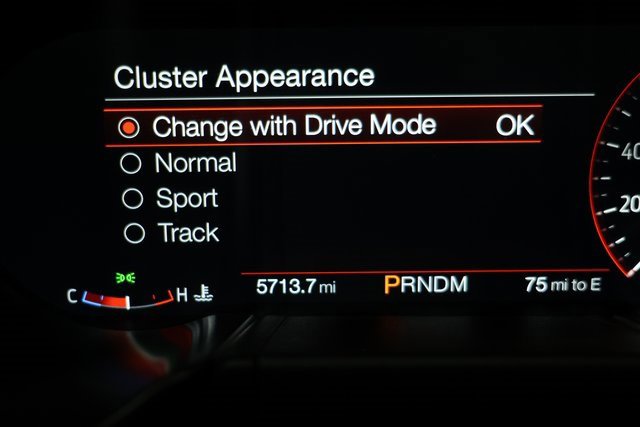 Cluster Appearance
Change with Drive Mode OK
Normal
Sport
Track
40
20
C H
5713.7 mi PRNDM 75 mi to E